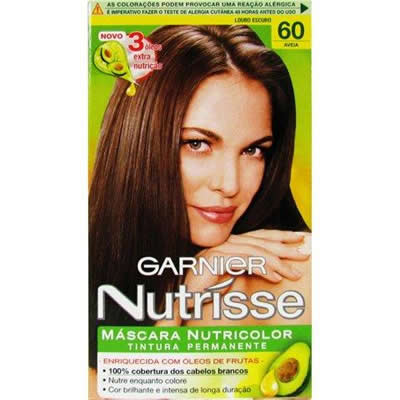 AS COLORAÇÕES PODEM PROVOCAR UMA REAÇÃO ALÉRGICA
É IMPERATIVO FAZER O TESTE DE ALERGIA CUTÂNEA 48 HORAS ANTES DO USO
LOURO ESCURO
60
AVEIA
NOVO
3 óleos
extra
nutrição
GARNIER
Nutrisse
MÁSCARA NUTRICOLOR
TINTURA PERMANENTE
ENRIQUECIDA COM ÓLEOS DE FRUTAS -
• 100% cobertura dos cabelos brancos
• Nutre enquanto colore
• Cor brilhante e intensa de longa duração